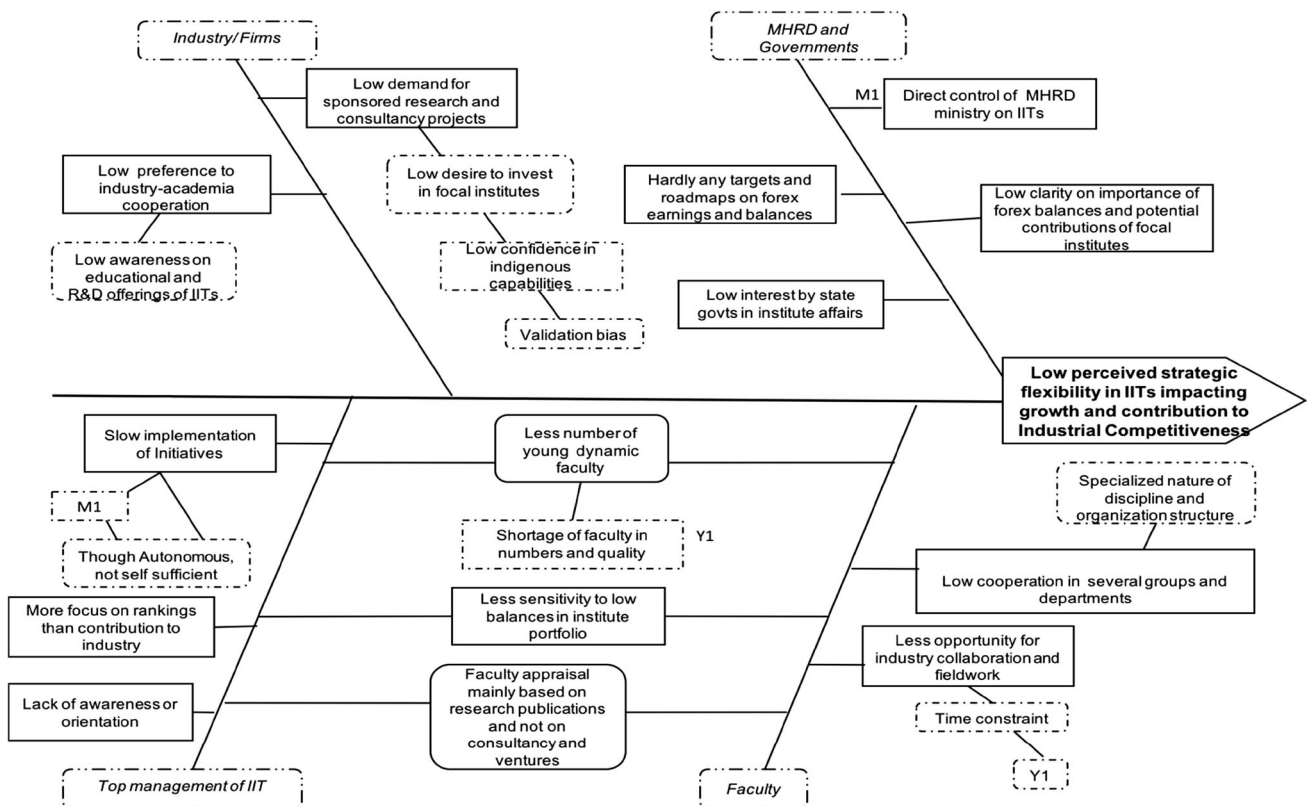 Industry/ Firms
MHRD and
Governments
Low demand for
sponsored research and
consultancy projects
M1
Direct control of MHRD
ministry on IITs
Low preference to
industry-academia
cooperation
Low desire to invest
in focal institutes
Hardly any targets and
roadmaps on forex
earnings and balances
Low clarity on importance of
forex balances and potential
contributions of focal
institutes
Low awareness on
educational and
R&D offerings of IITs
Low confidence in
indigenous
capabilities
Low interest by state
govts in institute affairs
Validation bias
Low perceived strategic
flexibility in IITs impacting
growth and contribution to
Industrial Competitiveness
Slow implementation
of Initiatives
Less number of
young dynamic
faculty
Specialized nature of
discipline and
organization structure
M1
Shortage of faculty in
numbers and quality
Y1
Though Autonomous,
not self sufficient
Low cooperation in several groups and
departments
More focus on rankings
than contribution to
industry
Less sensitivity to low
balances in institute
portfolio
Less opportunity for
industry collaboration and
fieldwork
Lack of awareness or
orientation
Faculty appraisal
mainly based on
research publications
and not on
consultancy and
ventures
Time constraint
Y1
Top management of IIT
Faculty